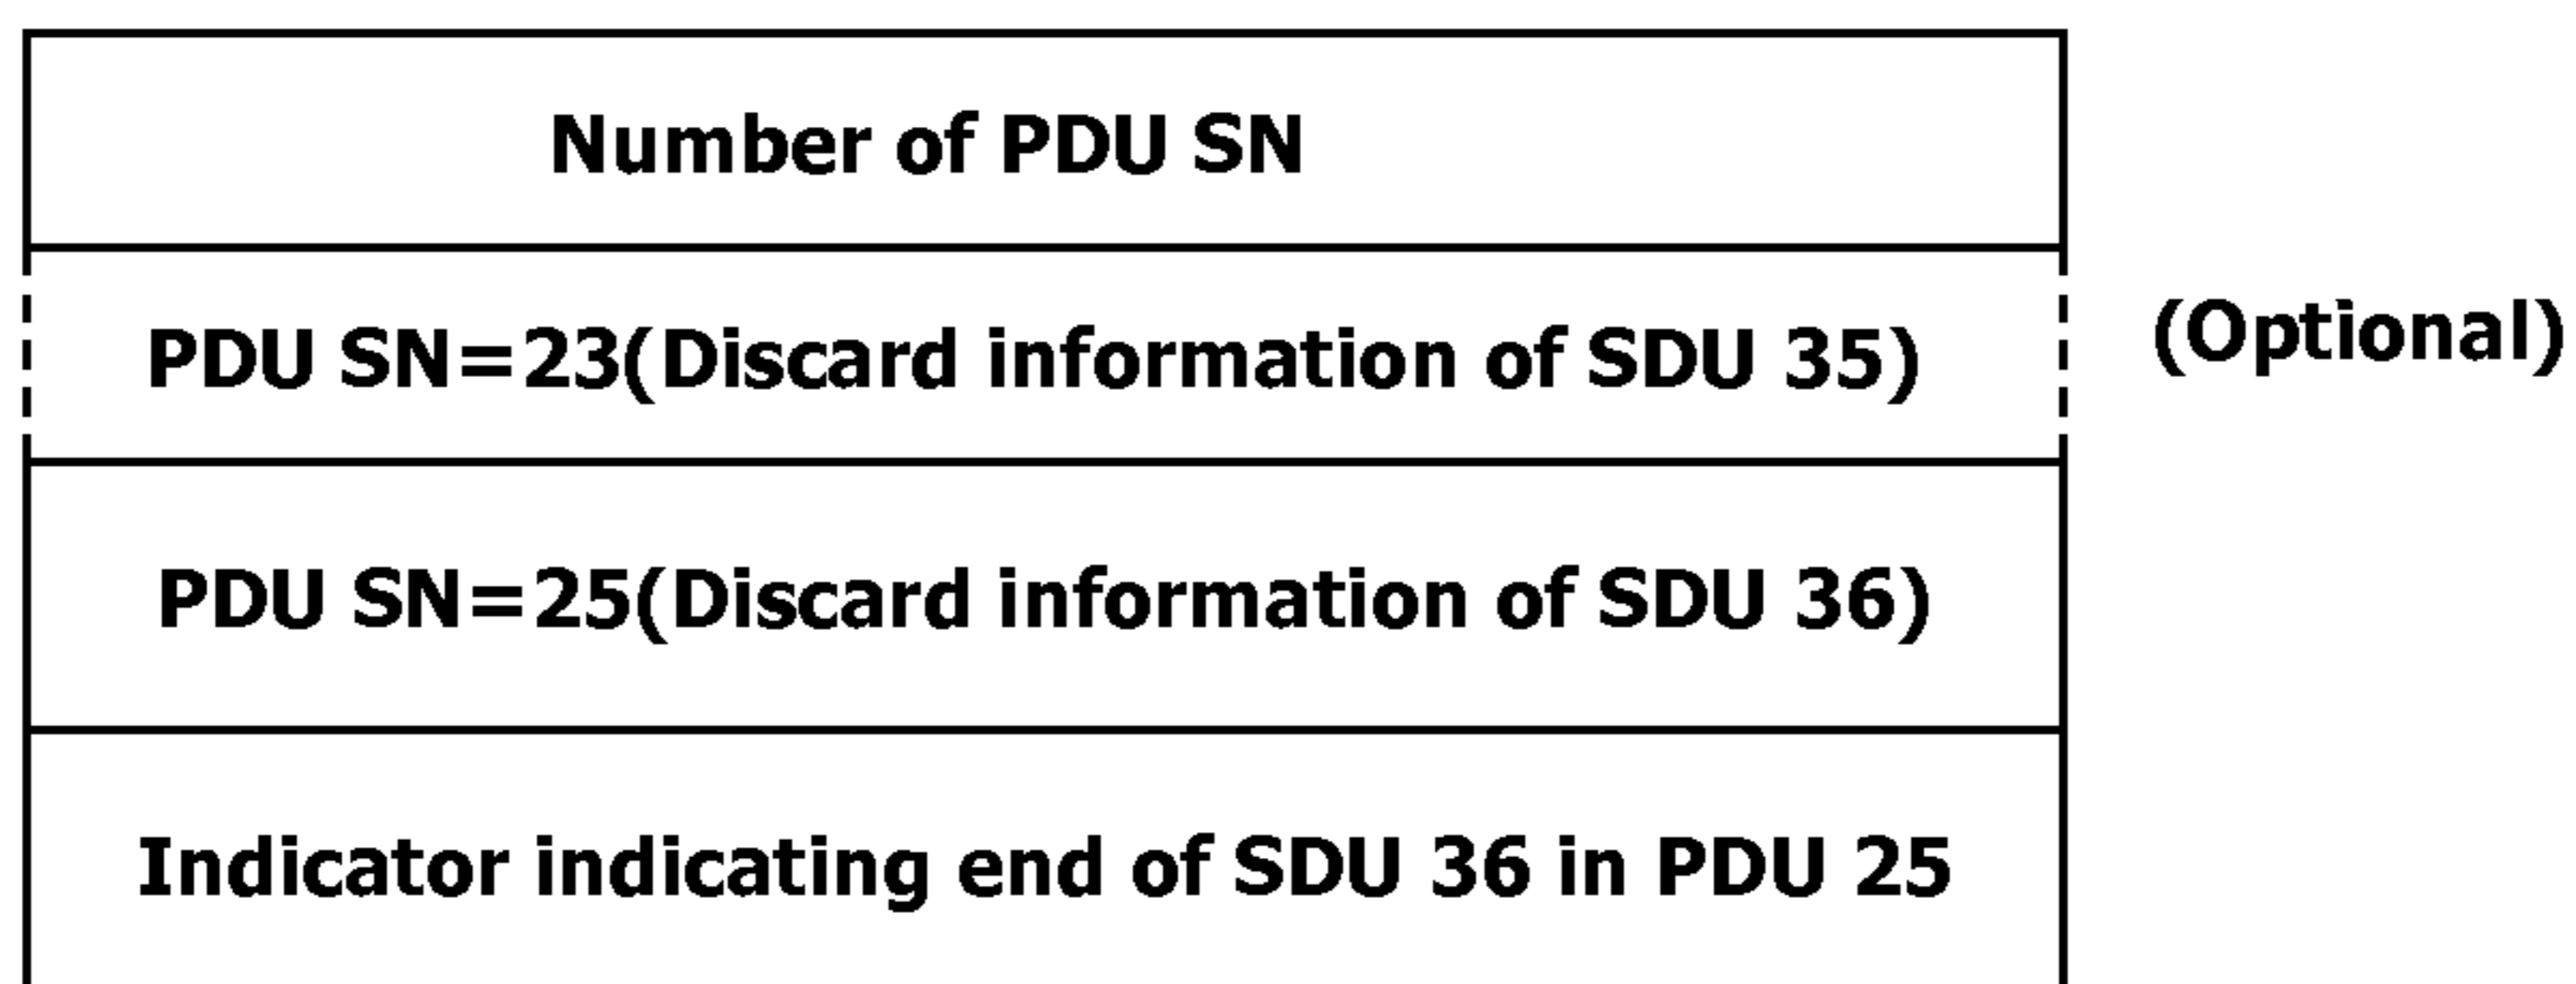 Number of PDU SN
PDU SN=23(Discard information of SDU 35)
(Optional)
PDU SN=25(Discard information of SDU 36)
Indicator indicating end of SDU 36 in PDU 25